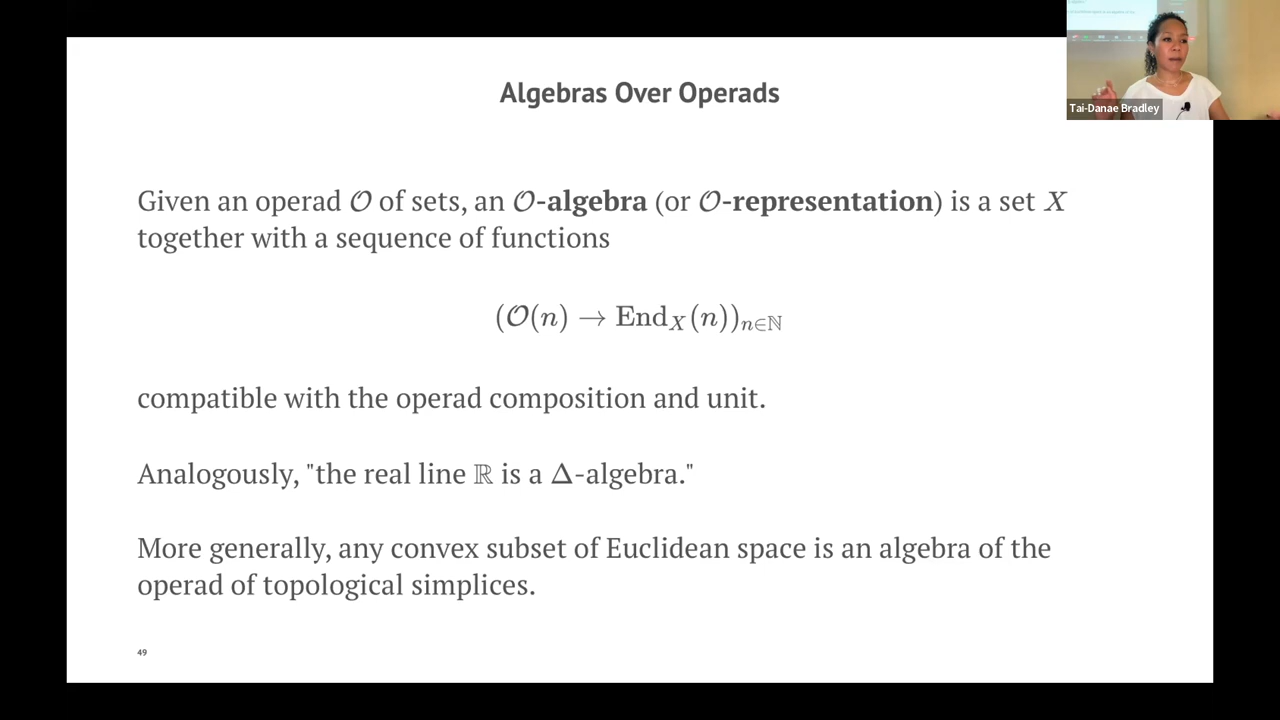 Algebras Over Operads
Tai-Danae Bradley
Given an operad 𝒪 of sets, an 𝒪-algebra (or 𝒪-representation) is a set X
together with a sequence of functions
(𝒪(n) → End_X(n))_{n∈ℕ}
compatible with the operad composition and unit.
Analogously, "the real line ℝ is a Δ-algebra."
More generally, any convex subset of Euclidean space is an algebra of the
operad of topological simplices.
49